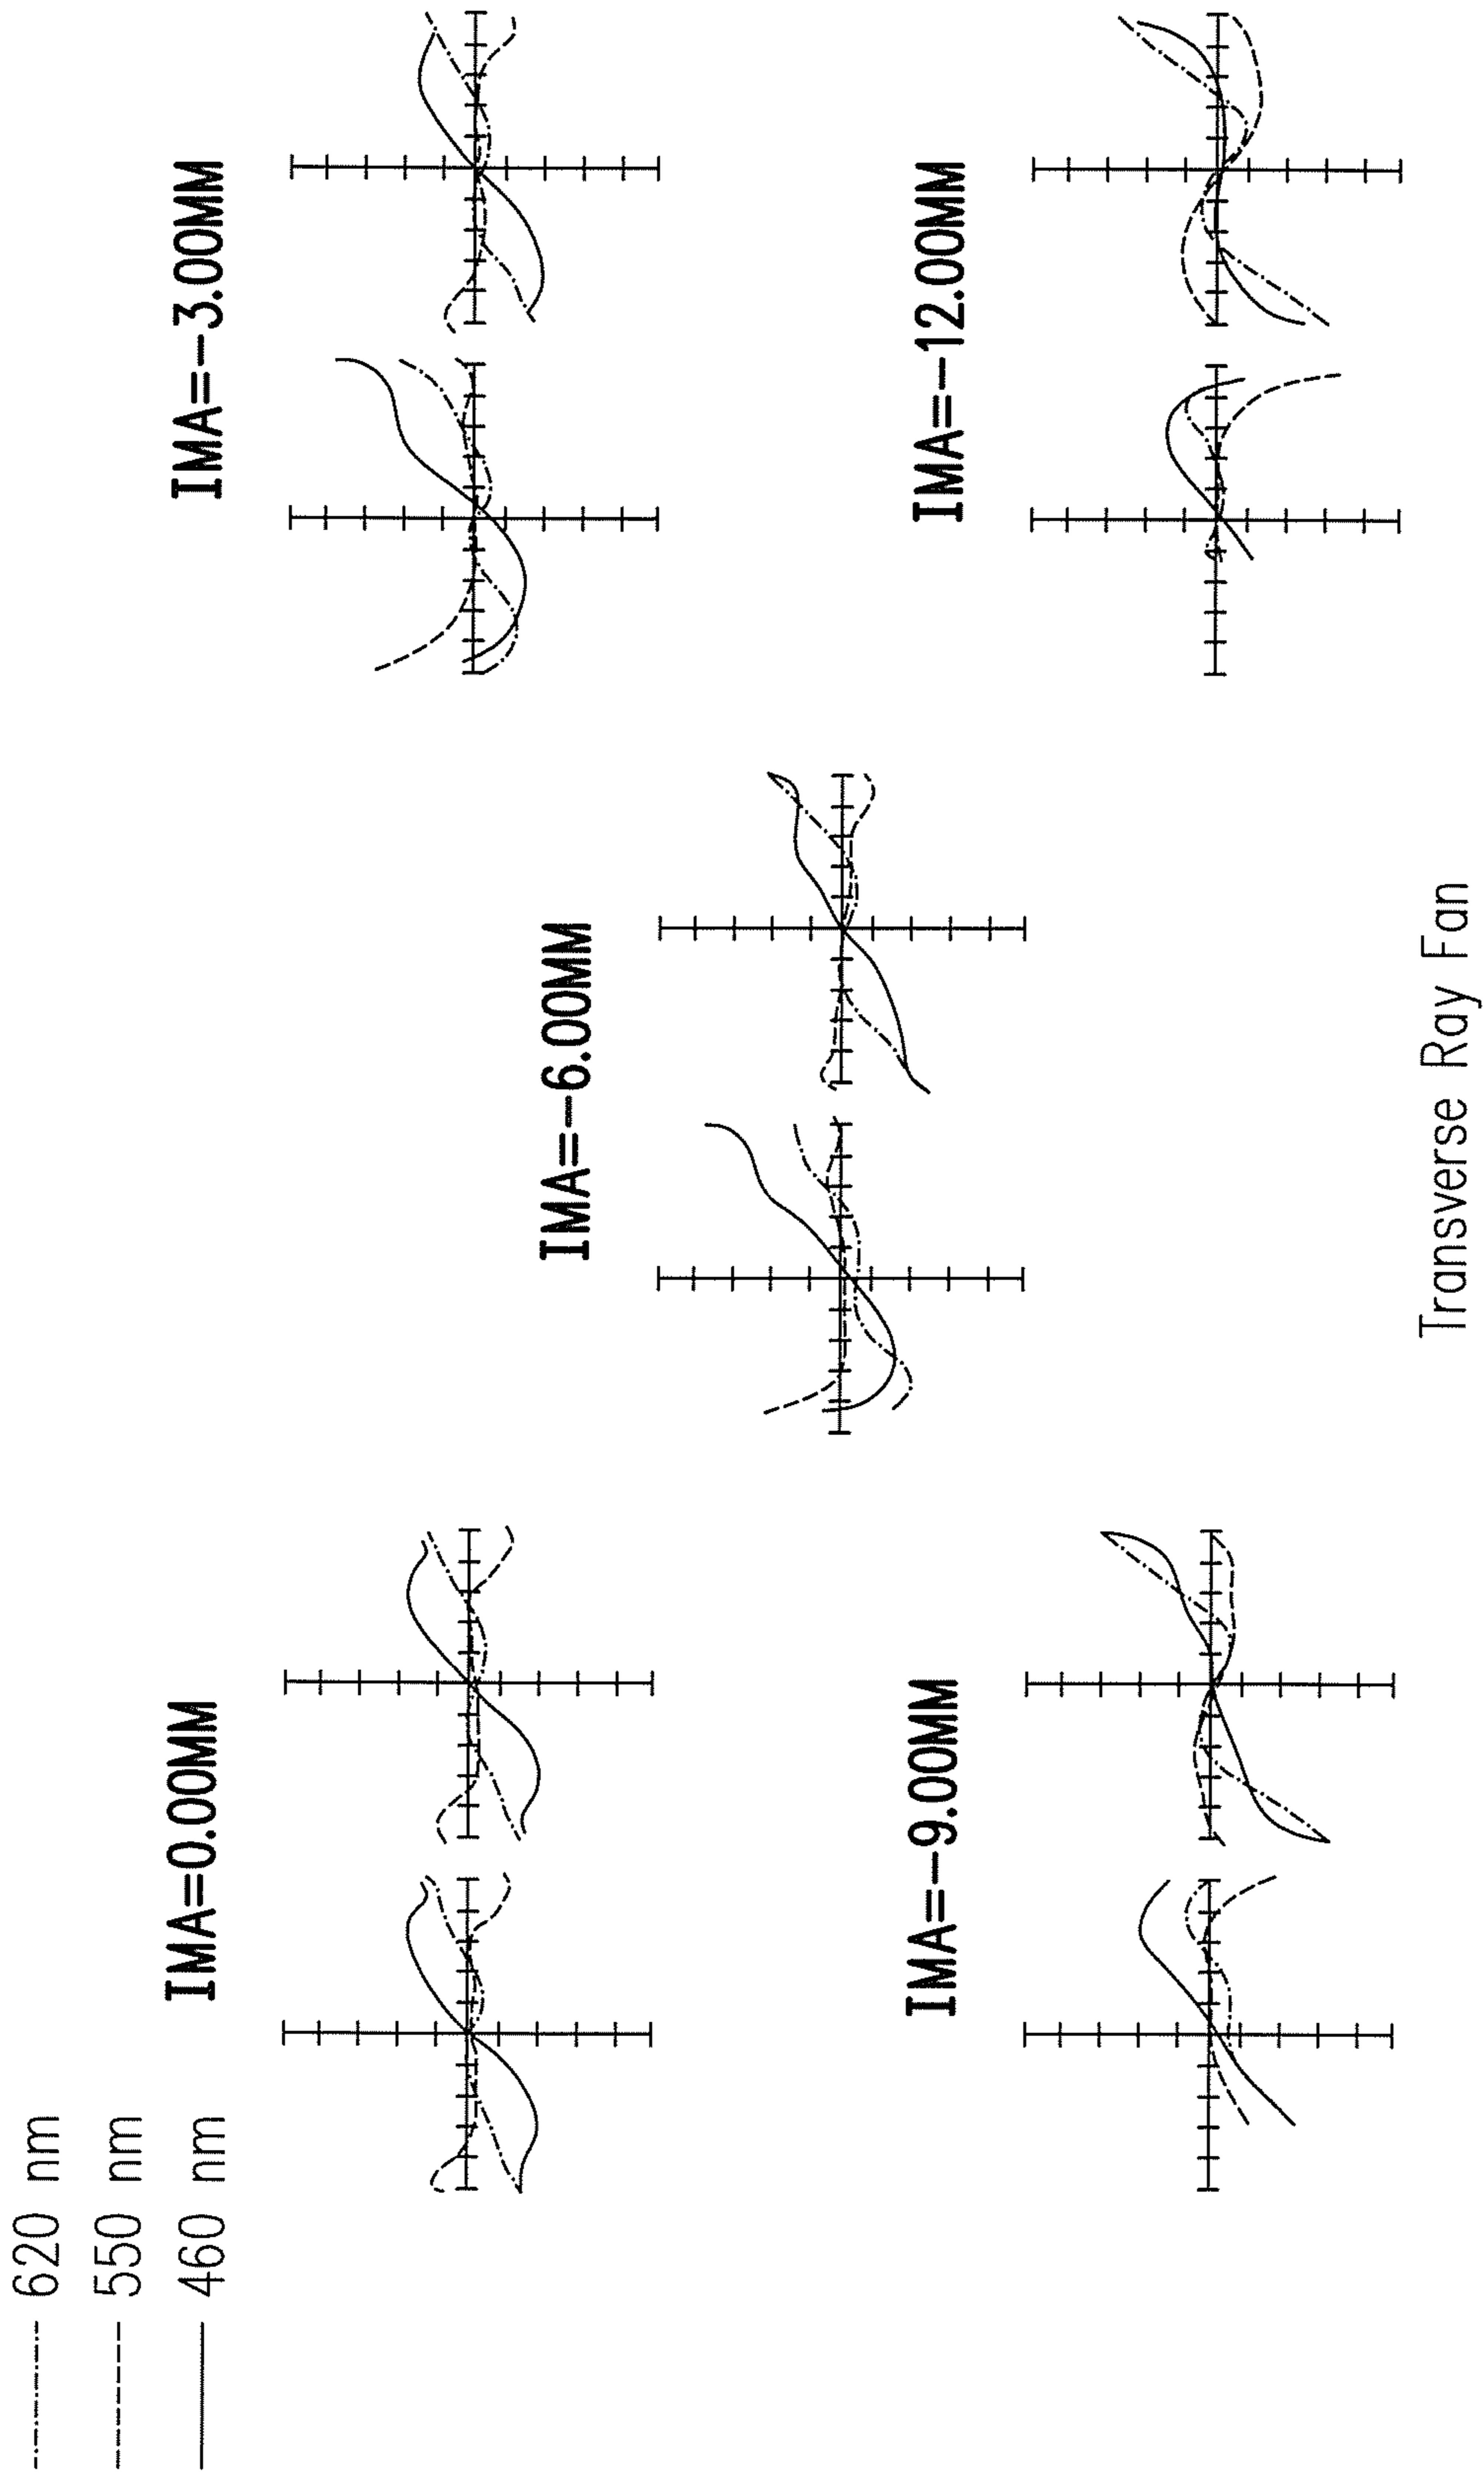 620 nm
550 nm
460 nm
IMA=0.00MM
IMA=-3.00MM
IMA=-6.00MM
IMA=-9.00MM
IMA=-12.00MM
Transverse Ray Fan